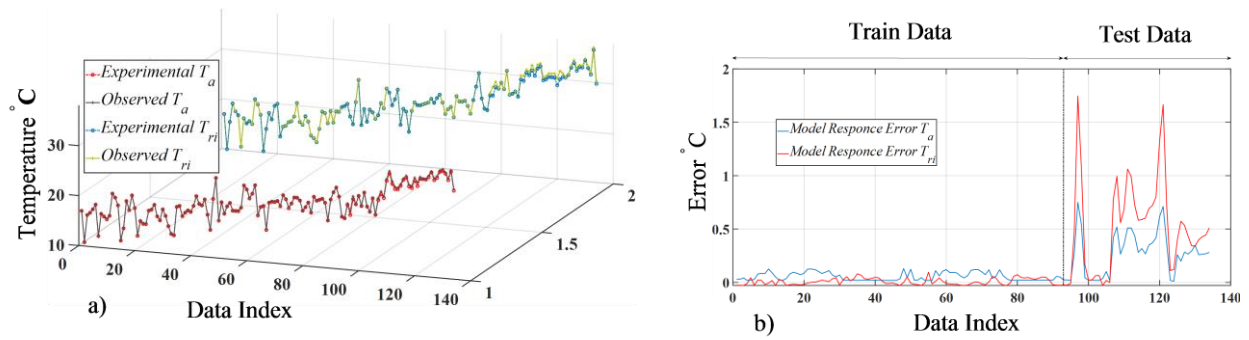 Experimental T_a
Observed T_a
Experimental T_ri
Observed T_ri
Temperature °C
30
20
10
0
20
40
60
80
100
120
140
1
1.5
2
Data Index
a)
Train Data
Test Data
Model Responce Error T_a
Model Responce Error T_ri
Error °C
2
1.5
1
0.5
0
0
20
40
60
80
100
120
140
Data Index
b)